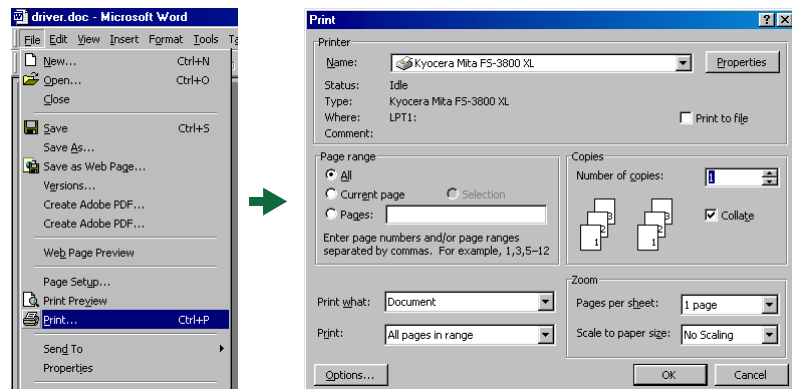 driver.doc - Microsoft Word
File Edit View Insert Format Tools
New... Ctrl+N
Open... Ctrl+O
Close
Save Ctrl+S
Save As...
Save as Web Page...
Versions...
Create Adobe PDF...
Create Adobe PDF...
Web Page Preview
Page Setup...
Print Preview
Print... Ctrl+P
Send To
Properties
Print
Printer
Name: Kyocera Mita FS-3800 XL Properties
Status: Idle
Type: Kyocera Mita FS-3800 XL
Where: LPT1: Print to file
Comment:
Page range
All
Current page Selection
Pages:
Enter page numbers and/or page ranges
separated by commas. For example, 1,3,5–12
Copies
Number of copies: 1
3 3
2 2
1 1
Collate
Print what: Document
Print: All pages in range
Zoom
Pages per sheet: 1 page
Scale to paper size: No Scaling
Options... OK Cancel